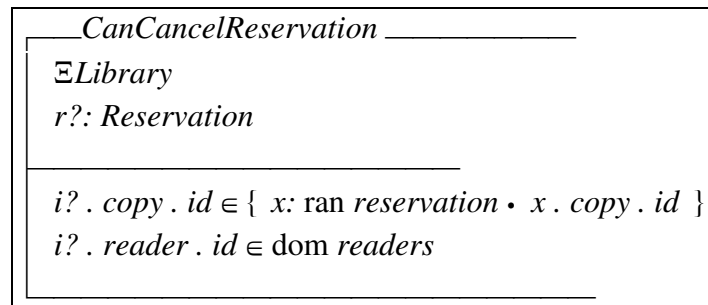 CanCancelReservation
ΞLibrary
r?: Reservation
i? . copy . id ∈ { x: ran reservation • x . copy . id }
i? . reader . id ∈ dom readers